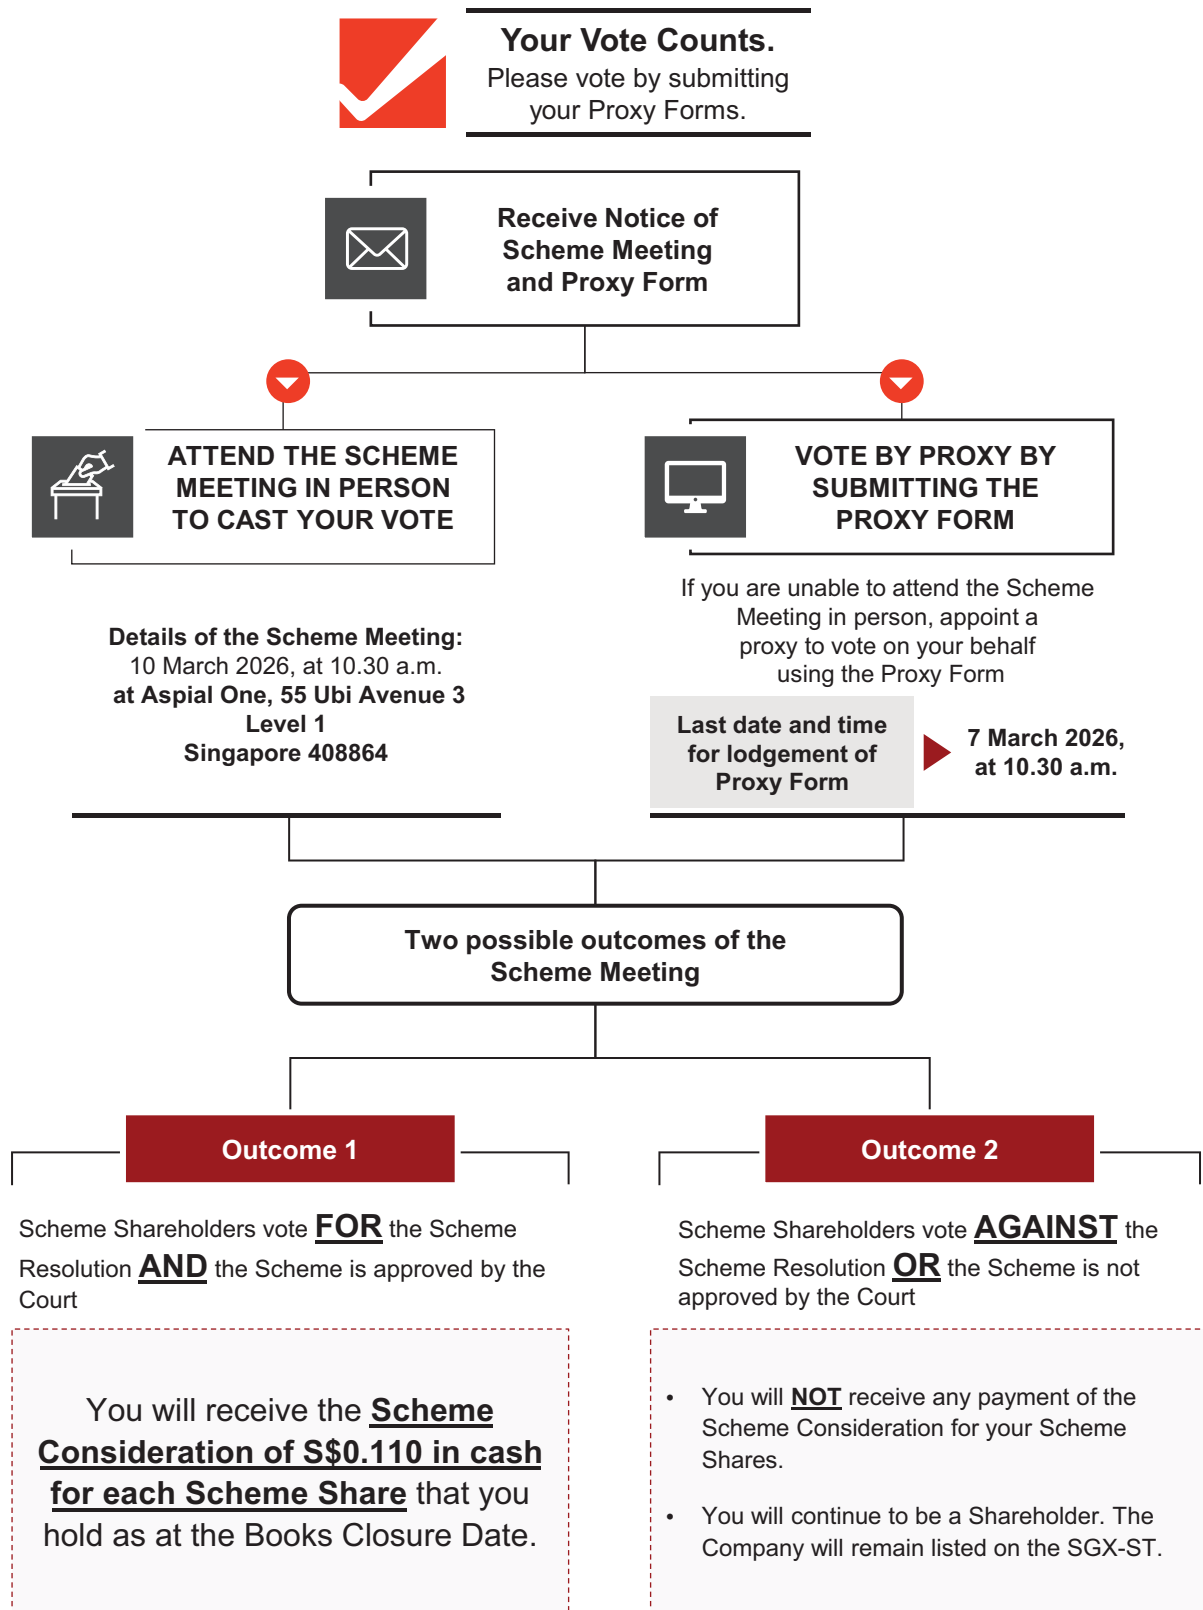 Your Vote Counts.
Please vote by submitting
your Proxy Forms.
Receive Notice of
Scheme Meeting
and Proxy Form
ATTEND THE SCHEME
MEETING IN PERSON
TO CAST YOUR VOTE
Details of the Scheme Meeting:
10 March 2026, at 10.30 a.m.
at Aspial One, 55 Ubi Avenue 3
Level 1
Singapore 408864
VOTE BY PROXY BY
SUBMITTING THE
PROXY FORM
If you are unable to attend the Scheme
Meeting in person, appoint a
proxy to vote on your behalf
using the Proxy Form
Last date and time
for lodgement of
Proxy Form
7 March 2026,
at 10.30 a.m.
Two possible outcomes of the
Scheme Meeting
Outcome 1
Scheme Shareholders vote FOR the Scheme
Resolution AND the Scheme is approved by the
Court
You will receive the Scheme
Consideration of S$0.110 in cash
for each Scheme Share that you
hold as at the Books Closure Date.
Outcome 2
Scheme Shareholders vote AGAINST the
Scheme Resolution OR the Scheme is not
approved by the Court
• You will NOT receive any payment of the
Scheme Consideration for your Scheme
Shares.
• You will continue to be a Shareholder. The
Company will remain listed on the SGX-ST.